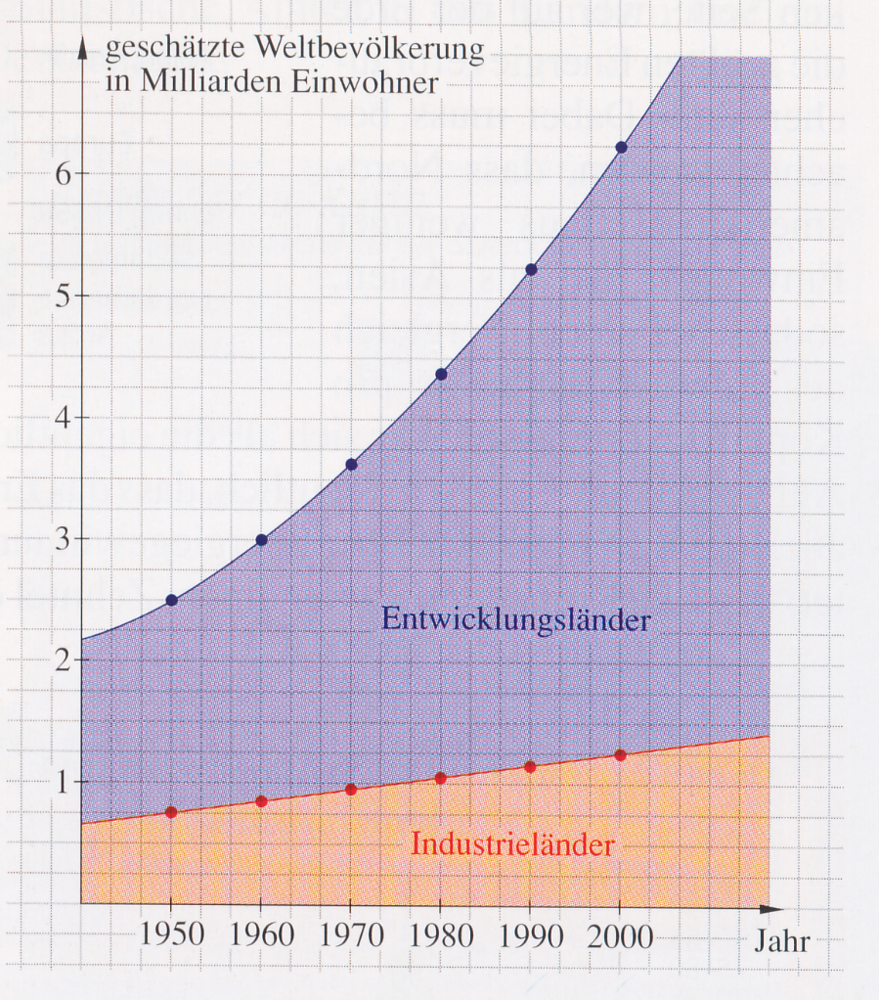 geschätzte Weltbevölkerung
in Milliarden Einwohner
6
5
4
3
2
1
Entwicklungsländer
Industrieländer
1950 1960 1970 1980 1990 2000 Jahr